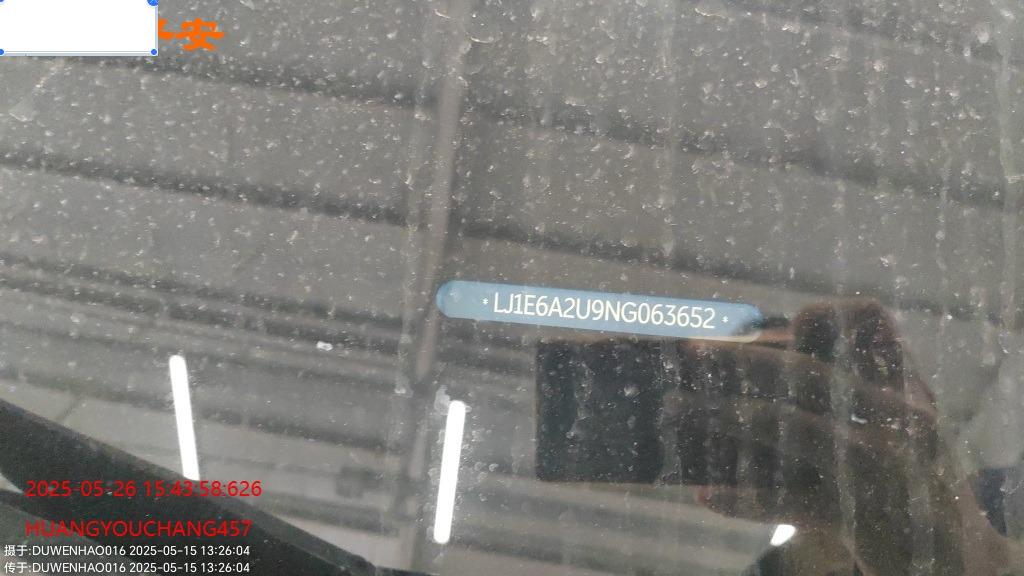 安
*LJ1E6A2U9NG063652*
2025-05-26 15:43:58:626
HUANGYOUCHANG457
摄于:DUWENHAO016 2025-05-15 13:26:04
传于:DUWENHAO016 2025-05-15 13:26:04